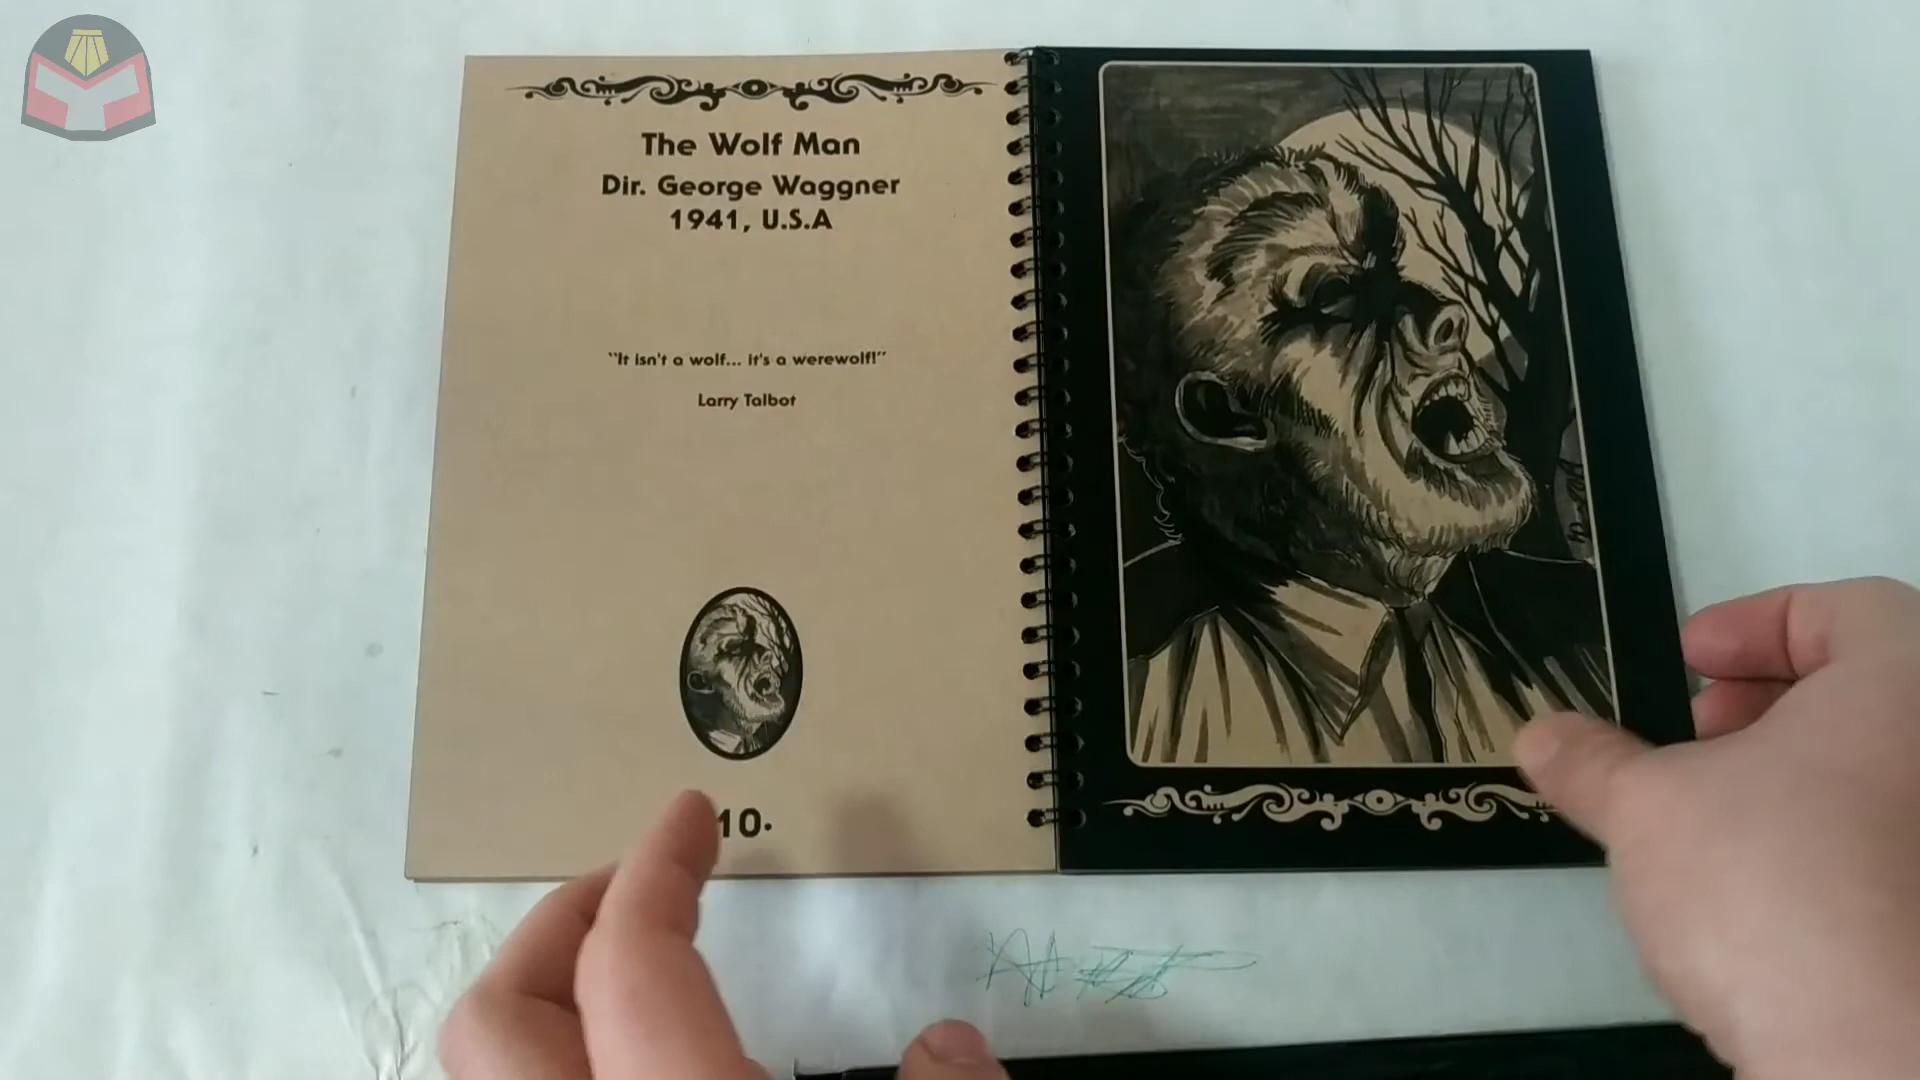 The Wolf Man
Dir. George Waggner
1941, U.S.A
"It isn't a wolf... it's a werewolf!"
Larry Talbot
10.